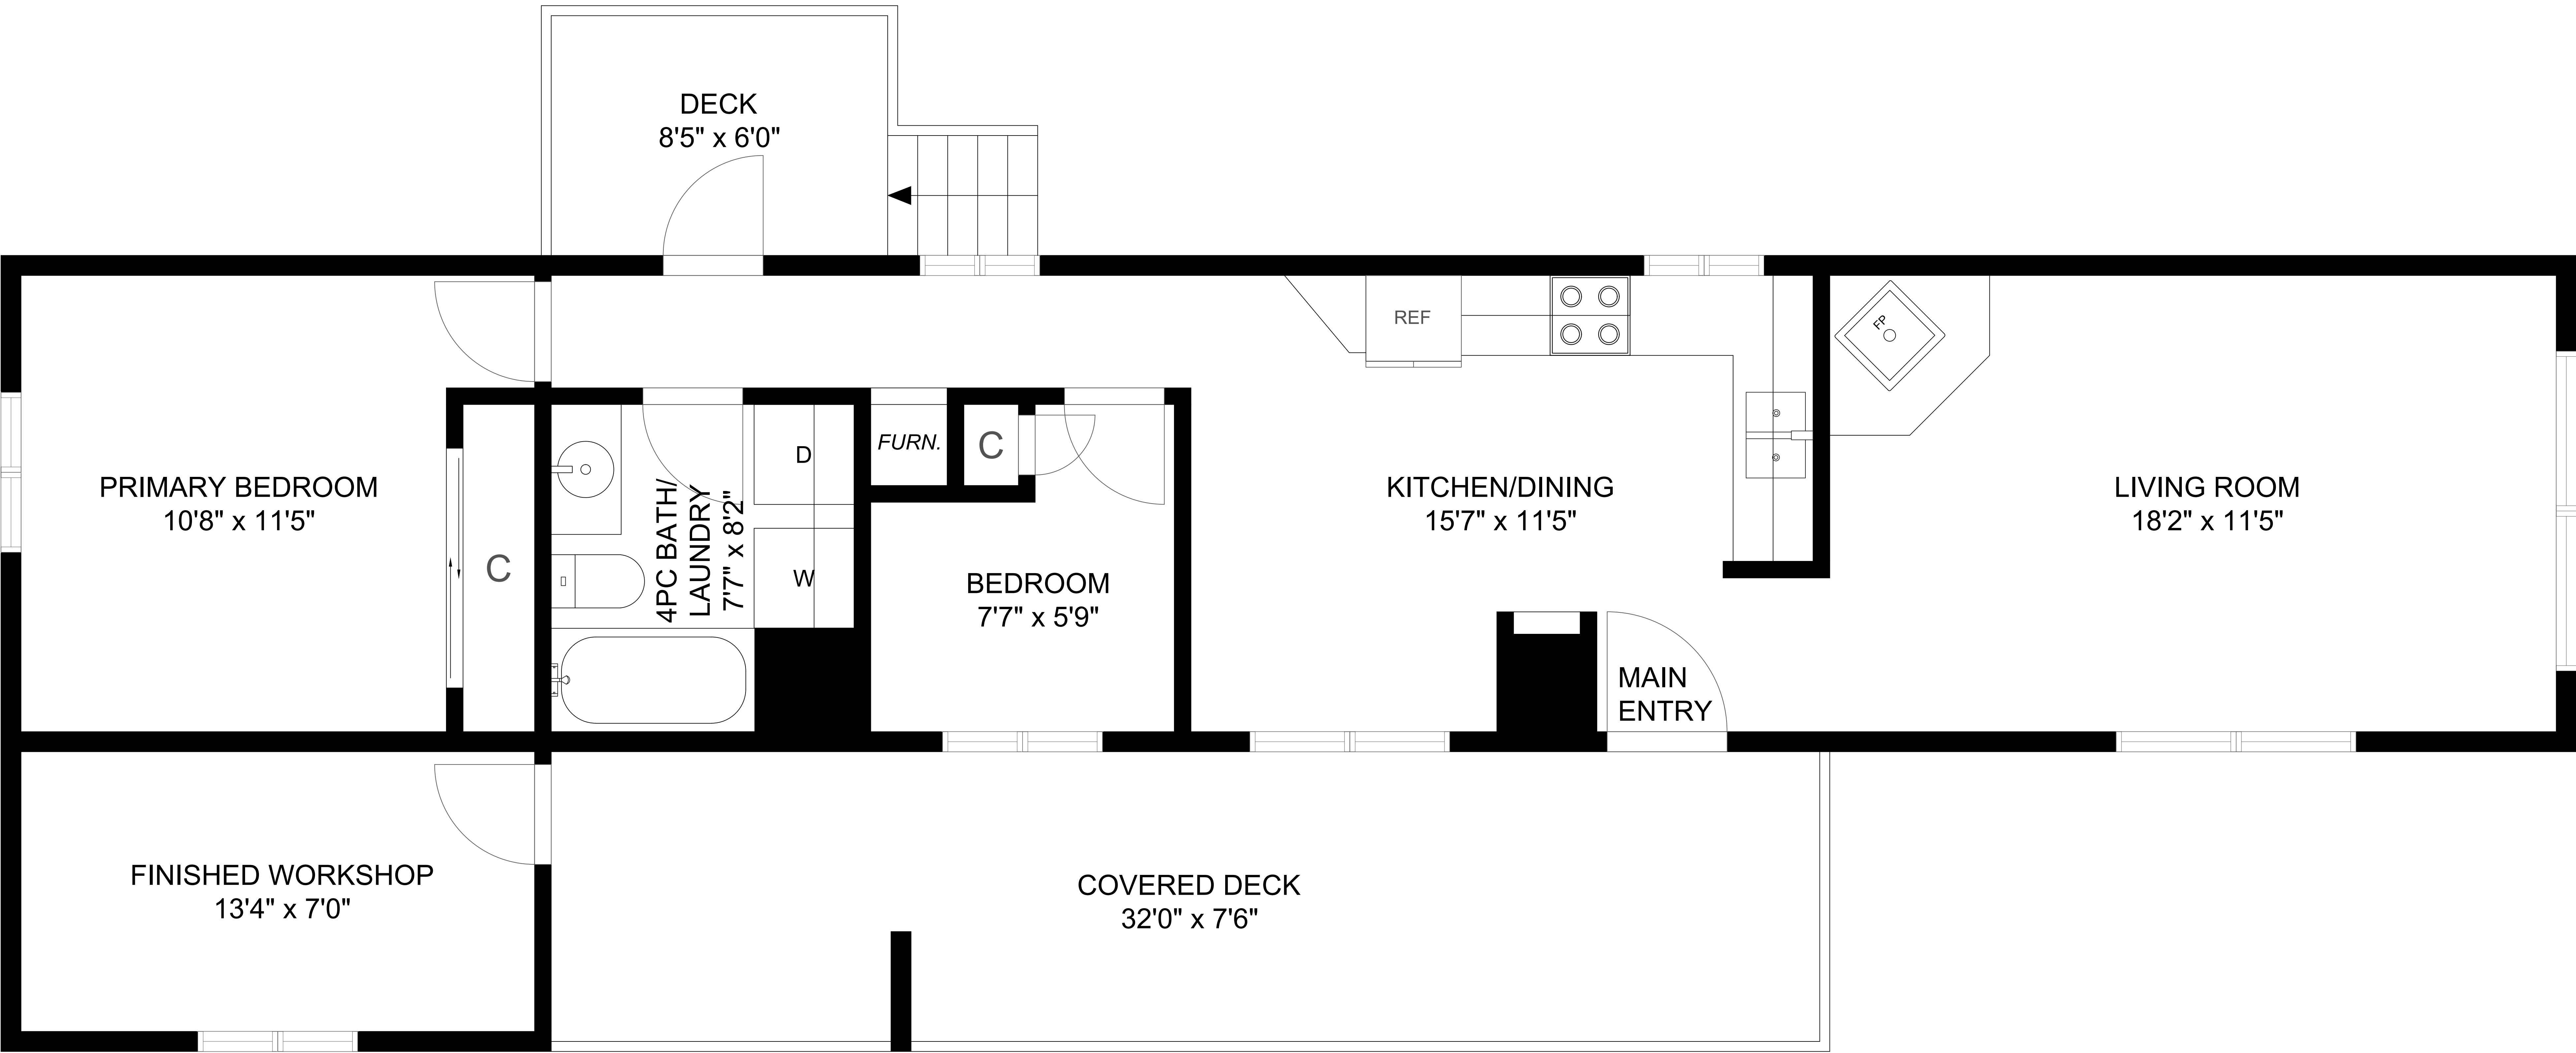 DECK
8'5" x 6'0"
REF
FP
D
FURN.
C
PRIMARY BEDROOM
10'8" x 11'5"
C
4PC BATH/
LAUNDRY
7'7" x 8'2"
W
BEDROOM
7'7" x 5'9"
KITCHEN/DINING
15'7" x 11'5"
LIVING ROOM
18'2" x 11'5"
MAIN
ENTRY
FINISHED WORKSHOP
13'4" x 7'0"
COVERED DECK
32'0" x 7'6"